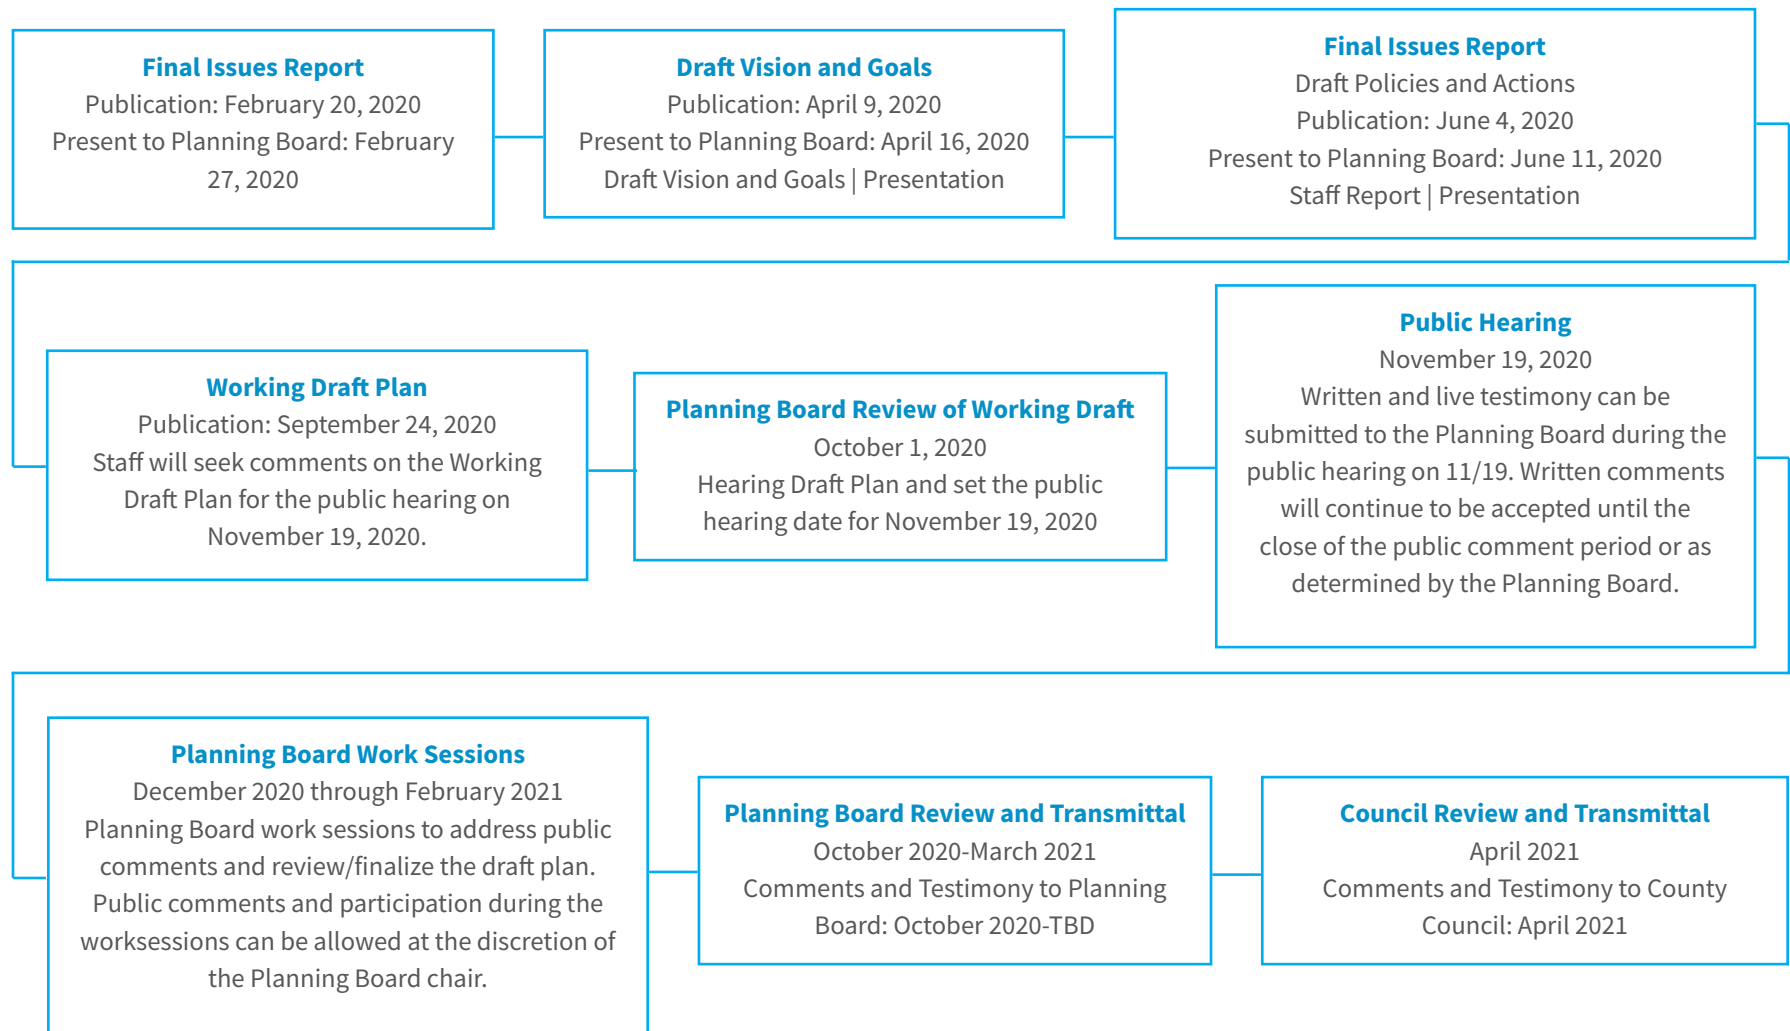 Final Issues Report
Publication: February 20, 2020
Present to Planning Board: February
27, 2020
Draft Vision and Goals
Publication: April 9, 2020
Present to Planning Board: April 16, 2020
Draft Vision and Goals | Presentation
Final Issues Report
Draft Policies and Actions
Publication: June 4, 2020
Present to Planning Board: June 11, 2020
Staff Report | Presentation
Working Draft Plan
Publication: September 24, 2020
Staff will seek comments on the Working
Draft Plan for the public hearing on
November 19, 2020.
Planning Board Review of Working Draft
October 1, 2020
Hearing Draft Plan and set the public
hearing date for November 19, 2020
Public Hearing
November 19, 2020
Written and live testimony can be
submitted to the Planning Board during the
public hearing on 11/19. Written comments
will continue to be accepted until the
close of the public comment period or as
determined by the Planning Board.
Planning Board Work Sessions
December 2020 through February 2021
Planning Board work sessions to address public
comments and review/finalize the draft plan.
Public comments and participation during the
worksessions can be allowed at the discretion of
the Planning Board chair.
Planning Board Review and Transmittal
October 2020-March 2021
Comments and Testimony to Planning
Board: October 2020-TBD
Council Review and Transmittal
April 2021
Comments and Testimony to County
Council: April 2021